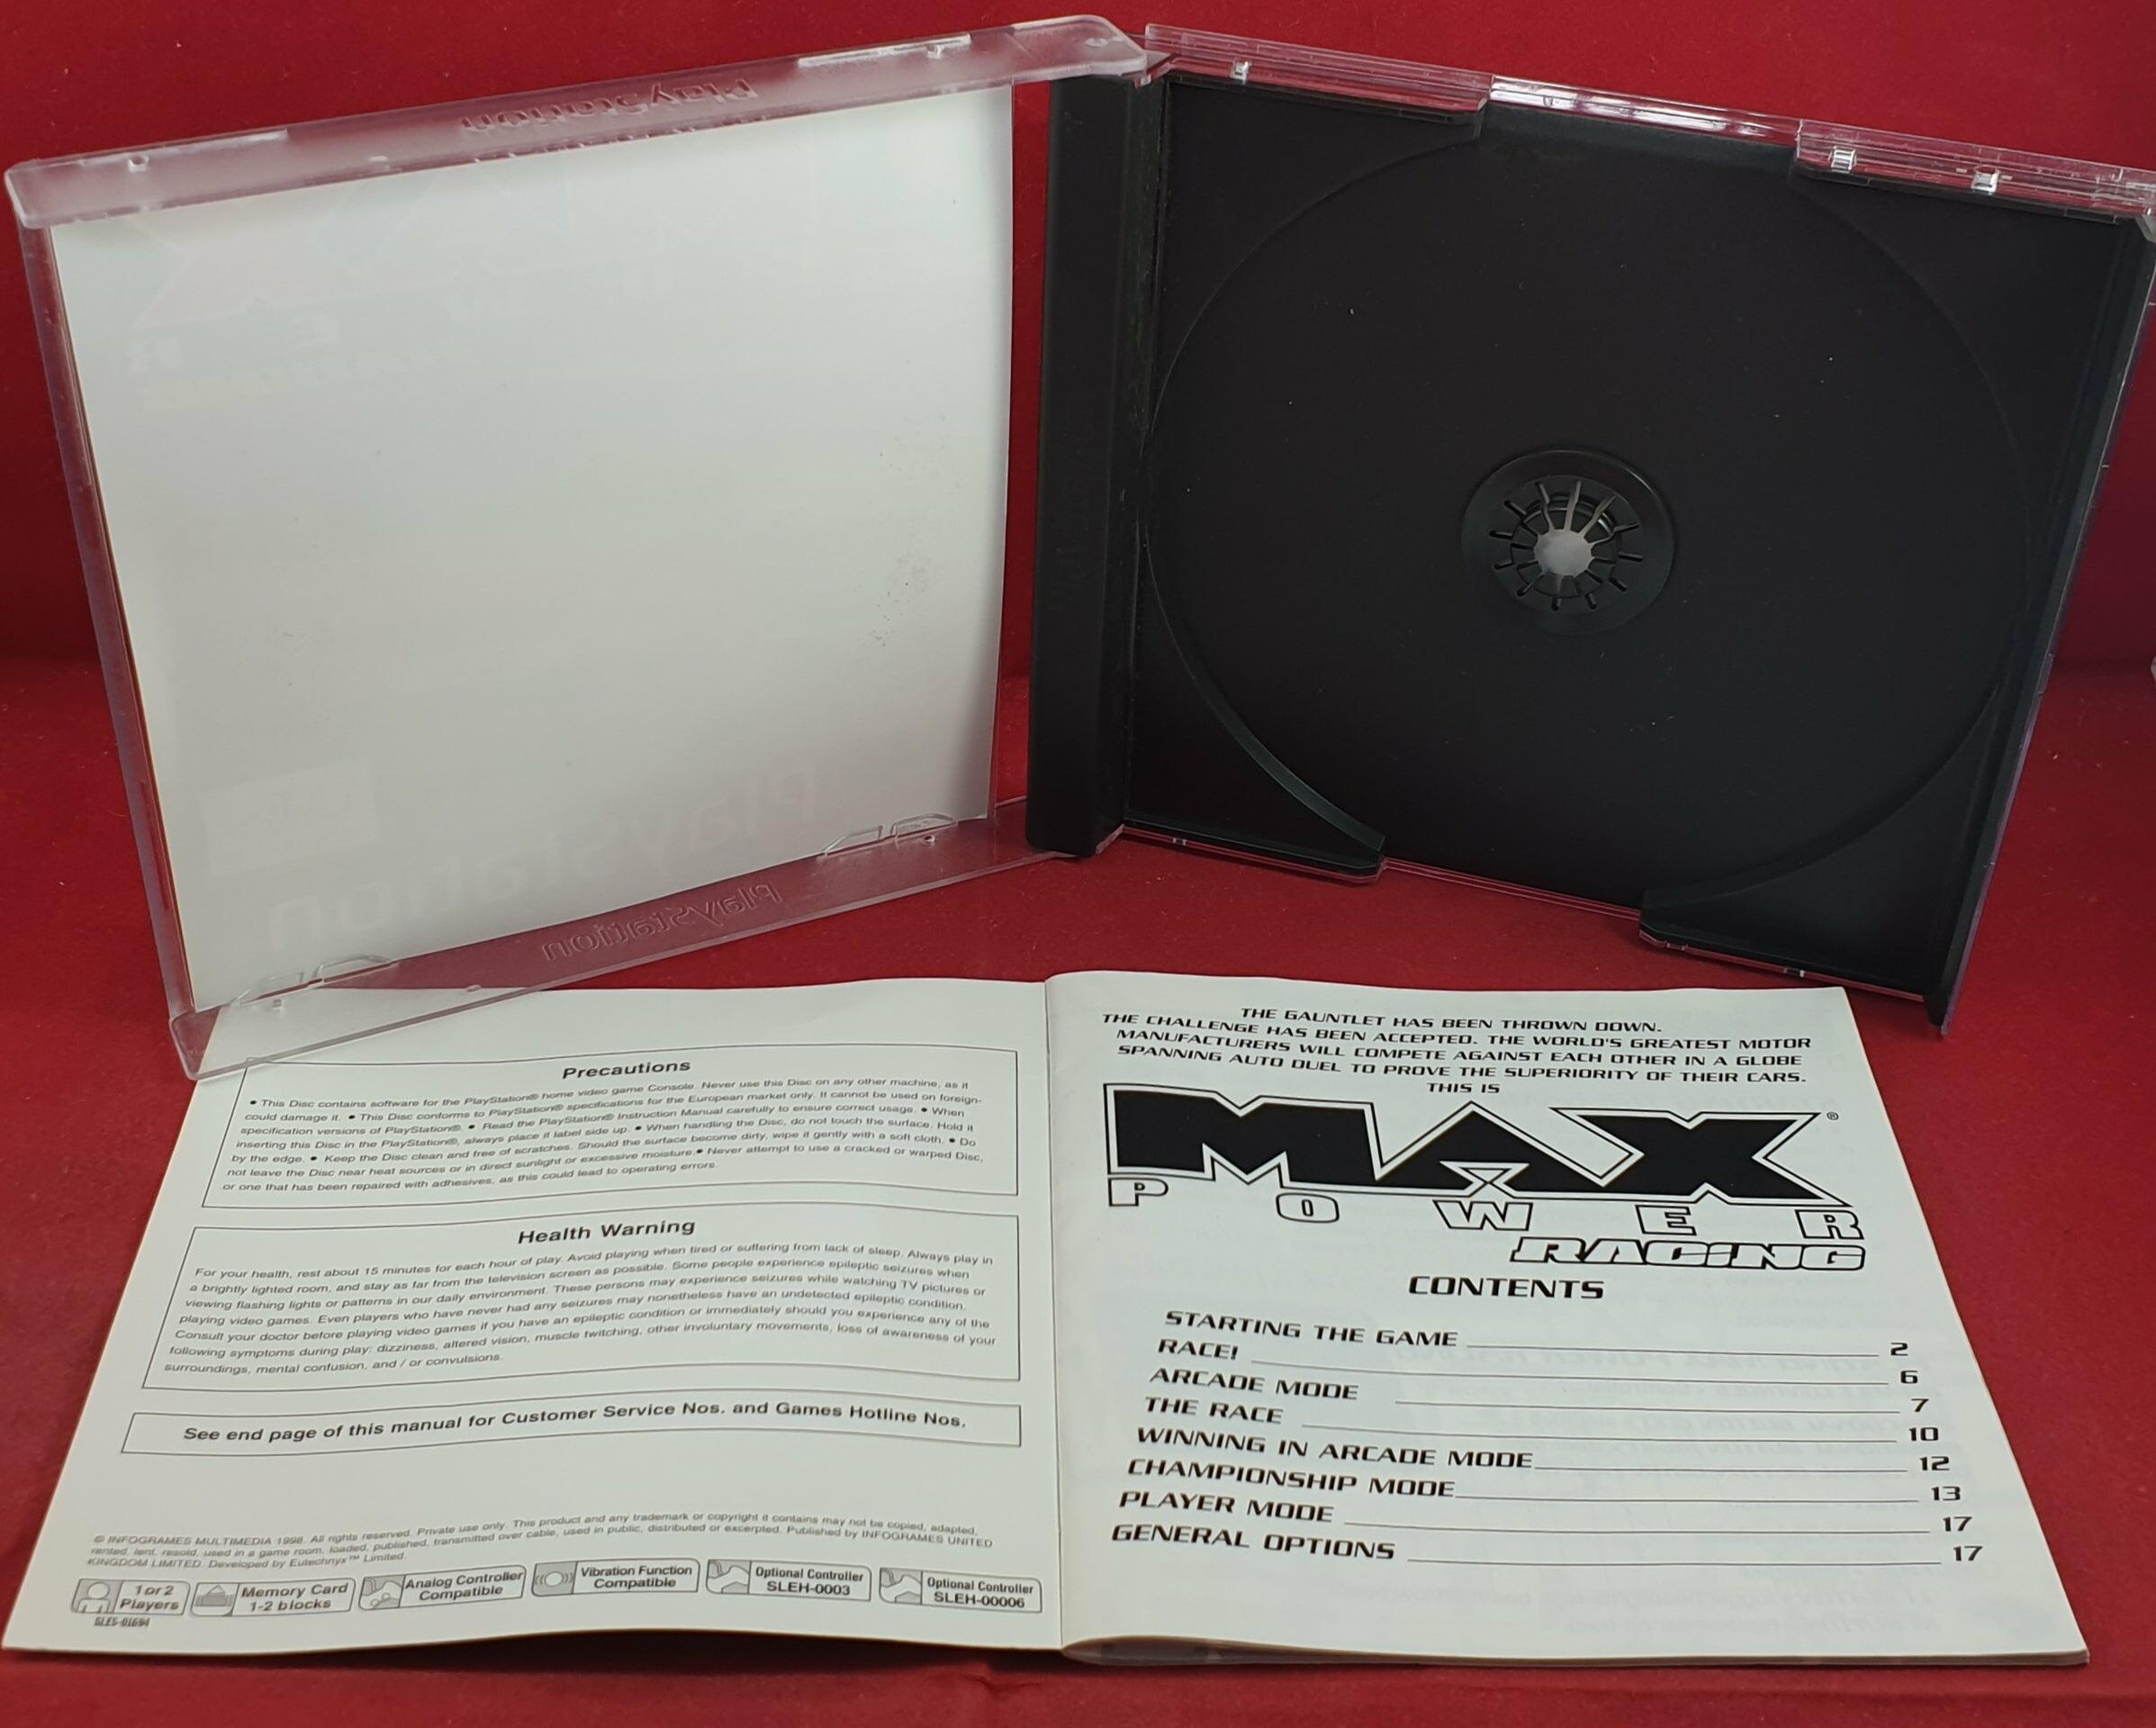 PlayStation
PlayStation
PlayStation
Precautions
• This Disc contains software for the PlayStation® home video game Console. Never use this Disc on any other machine, as it
could damage it. • This Disc conforms to PlayStation® specifications for the European market only. It cannot be used on foreign-
specification versions of PlayStation®. • Read the PlayStation® Instruction Manual carefully to ensure correct usage. • When
inserting this Disc in the PlayStation®, always place it label side up. • When handling the Disc, do not touch the surface. Hold it
by the edge. • Keep the Disc clean and free of scratches. Should the surface become dirty, wipe it gently with a soft cloth. • Do
not leave the Disc near heat sources or in direct sunlight or excessive moisture. • Never attempt to use a cracked or warped Disc,
or one that has been repaired with adhesives, as this could lead to operating errors.
Health Warning
For your health, rest about 15 minutes for each hour of play. Avoid playing when tired or suffering from lack of sleep. Always play in
a brightly lighted room, and stay as far from the television screen as possible. Some people experience epileptic seizures when
viewing flashing lights or patterns in our daily environment. These persons may experience seizures while watching TV pictures or
playing video games. Even players who have never had any seizures may nonetheless have an undetected epileptic condition.
Consult your doctor before playing video games if you have an epileptic condition or immediately should you experience any of the
following symptoms during play: dizziness, altered vision, muscle twitching, other involuntary movements, loss of awareness of your
surroundings, mental confusion, and / or convulsions.
See end page of this manual for Customer Service Nos. and Games Hotline Nos.
© INFOGRAMES MULTIMEDIA 1998. All rights reserved. Private use only. This product and any trademark or copyright it contains may not be copied, adapted,
rented, lent, resold, used in a game room, loaded, published, transmitted over cable, used in public, distributed or excerpted. Published by INFOGRAMES UNITED
KINGDOM LIMITED. Developed by Eutechnyx™ Limited.
1 or 2 Players
Memory Card 1-2 blocks
Analog Controller Compatible
Vibration Function Compatible
Optional Controller SLEH-0003
Optional Controller SLEH-00006
SLES-01694
THE GAUNTLET HAS BEEN THROWN DOWN.
THE CHALLENGE HAS BEEN ACCEPTED. THE WORLD'S GREATEST MOTOR
MANUFACTURERS WILL COMPETE AGAINST EACH OTHER IN A GLOBE
SPANNING AUTO DUEL TO PROVE THE SUPERIORITY OF THEIR CARS.
THIS IS
MAX®
POWER
RACING
CONTENTS
STARTING THE GAME 2
RACE! 6
ARCADE MODE 7
THE RACE 10
WINNING IN ARCADE MODE 12
CHAMPIONSHIP MODE 13
PLAYER MODE 17
GENERAL OPTIONS 17